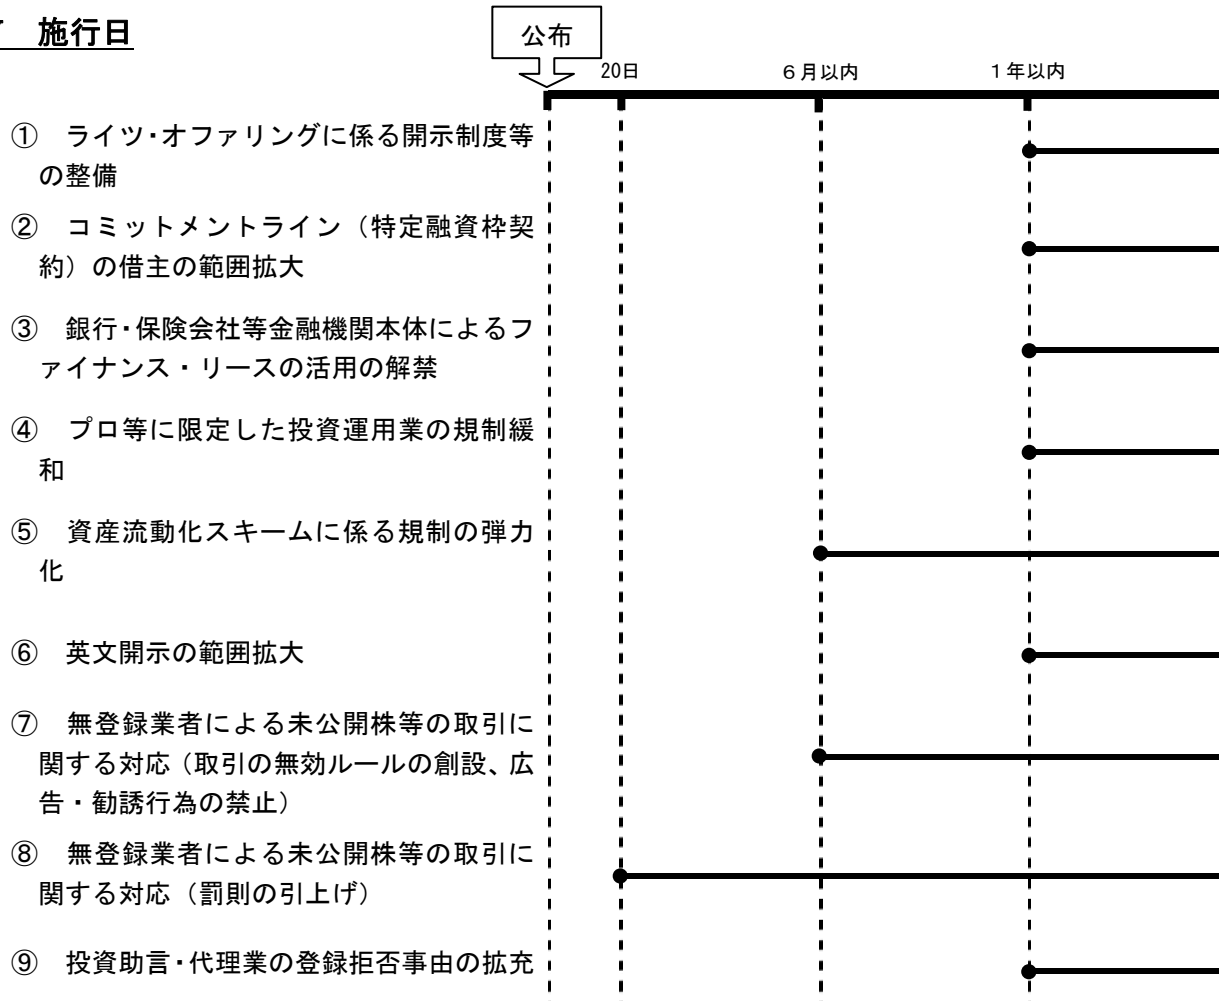 施行日
公布
20日
６月以内
１年以内
① ライツ・オファリングに係る開示制度等
の整備
② コミットメントライン（特定融資枠契
約）の借主の範囲拡大
③ 銀行・保険会社等金融機関本体によるフ
ァイナンス・リースの活用の解禁
④ プロ等に限定した投資運用業の規制緩
和
⑤ 資産流動化スキームに係る規制の弾力
化
⑥ 英文開示の範囲拡大
⑦ 無登録業者による未公開株等の取引に
関する対応（取引の無効ルールの創設、広
告・勧誘行為の禁止）
⑧ 無登録業者による未公開株等の取引に
関する対応（罰則の引上げ）
⑨ 投資助言・代理業の登録拒否事由の拡充